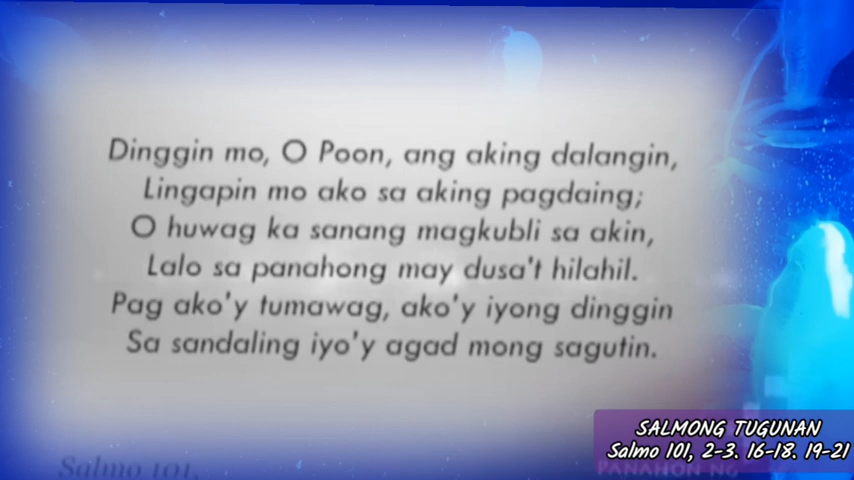 Dinggin mo, O Poon, ang aking dalangin,
Lingapin mo ako sa aking pagdaing;
O huwag ka sanang magkubli sa akin,
Lalo sa panahong may dusa't hilahil.
Pag ako'y tumawag, ako'y iyong dinggin
Sa sandaling iyo'y agad mong sagutin.
Salmo 101,
PANAHON NG
SALMONG TUGUNAN
Salmo 101, 2-3. 16-18. 19-21